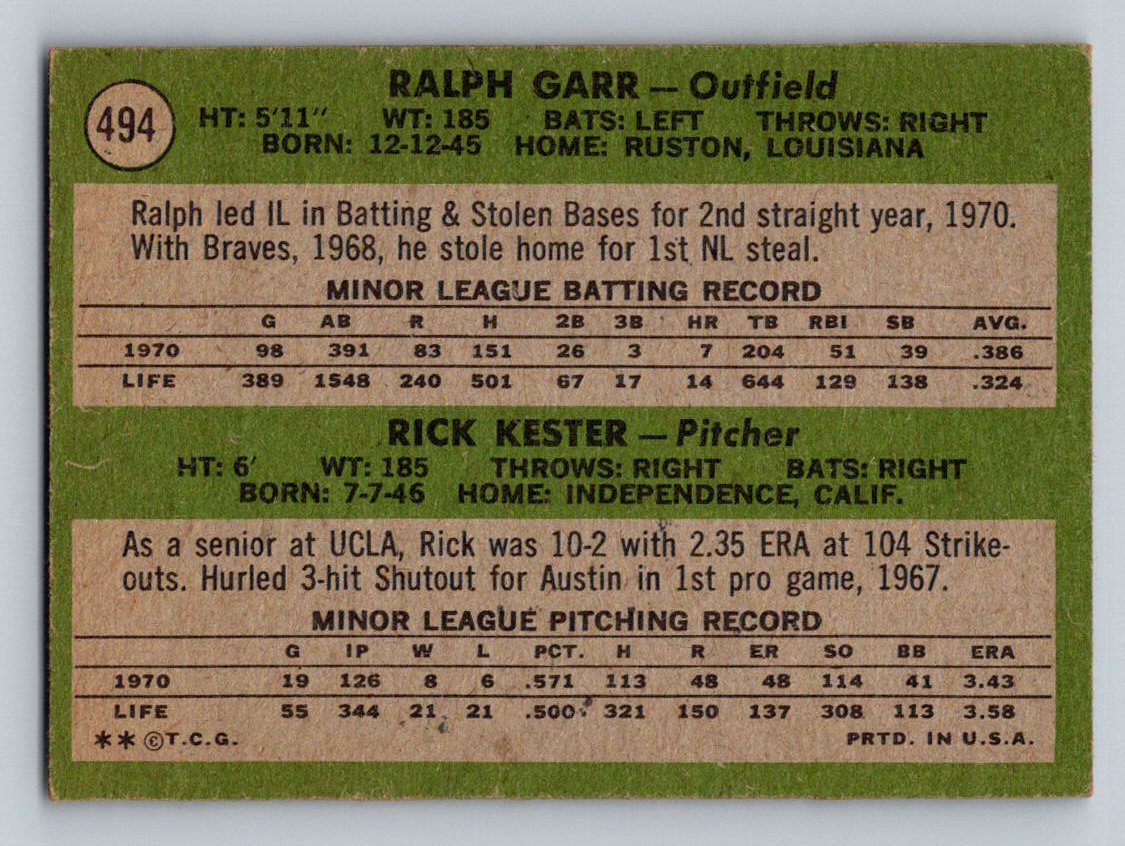 494
RALPH GARR — Outfield
HT: 5'11" WT: 185 BATS: LEFT THROWS: RIGHT
BORN: 12-12-45 HOME: RUSTON, LOUISIANA
Ralph led IL in Batting & Stolen Bases for 2nd straight year, 1970.
With Braves, 1968, he stole home for 1st NL steal.
MINOR LEAGUE BATTING RECORD
G AB R H 2B 3B HR TB RBI SB AVG.
1970 98 391 83 151 26 3 7 204 51 39 .386
LIFE 389 1548 240 501 67 17 14 644 129 138 .324
RICK KESTER — Pitcher
HT: 6' WT: 185 THROWS: RIGHT BATS: RIGHT
BORN: 7-7-46 HOME: INDEPENDENCE, CALIF.
As a senior at UCLA, Rick was 10-2 with 2.35 ERA at 104 Strike-
outs. Hurled 3-hit Shutout for Austin in 1st pro game, 1967.
MINOR LEAGUE PITCHING RECORD
G IP W L PCT. H R ER SO BB ERA
1970 19 126 8 6 .571 113 48 48 114 41 3.43
LIFE 55 344 21 21 .500 321 150 137 308 113 3.58
** ©T.C.G. PRTD. IN U.S.A.